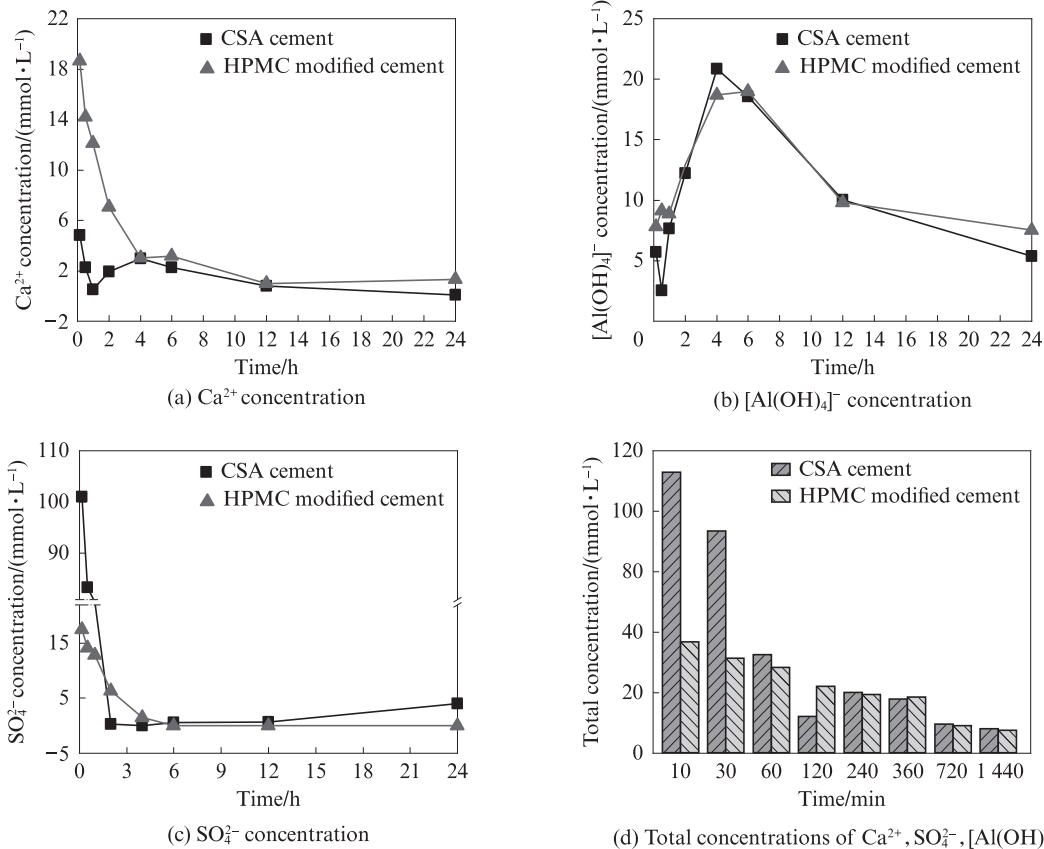 22
18
14
10
6
2
−2
Ca²⁺ concentration/(mmol·L⁻¹)
CSA cement
HPMC modified cement
0 2 4 6 8 10 12 14 16 18 20 22 24
Time/h
(a) Ca²⁺ concentration
25
20
15
10
5
0
[Al(OH)₄]⁻ concentration/(mmol·L⁻¹)
CSA cement
HPMC modified cement
2 4 6 8 10 12 14 16 18 20 22 24
Time/h
(b) [Al(OH)₄]⁻ concentration
110
100
90
15
5
−5
SO₄²⁻ concentration/(mmol·L⁻¹)
CSA cement
HPMC modified cement
0 3 6 9 12 15 18 21 24
Time/h
(c) SO₄²⁻ concentration
120
100
80
60
40
20
0
Total concentration/(mmol·L⁻¹)
CSA cement
HPMC modified cement
10 30 60 120 240 360 720 1 440
Time/min
(d) Total concentrations of Ca²⁺, SO₄²⁻, [Al(OH)